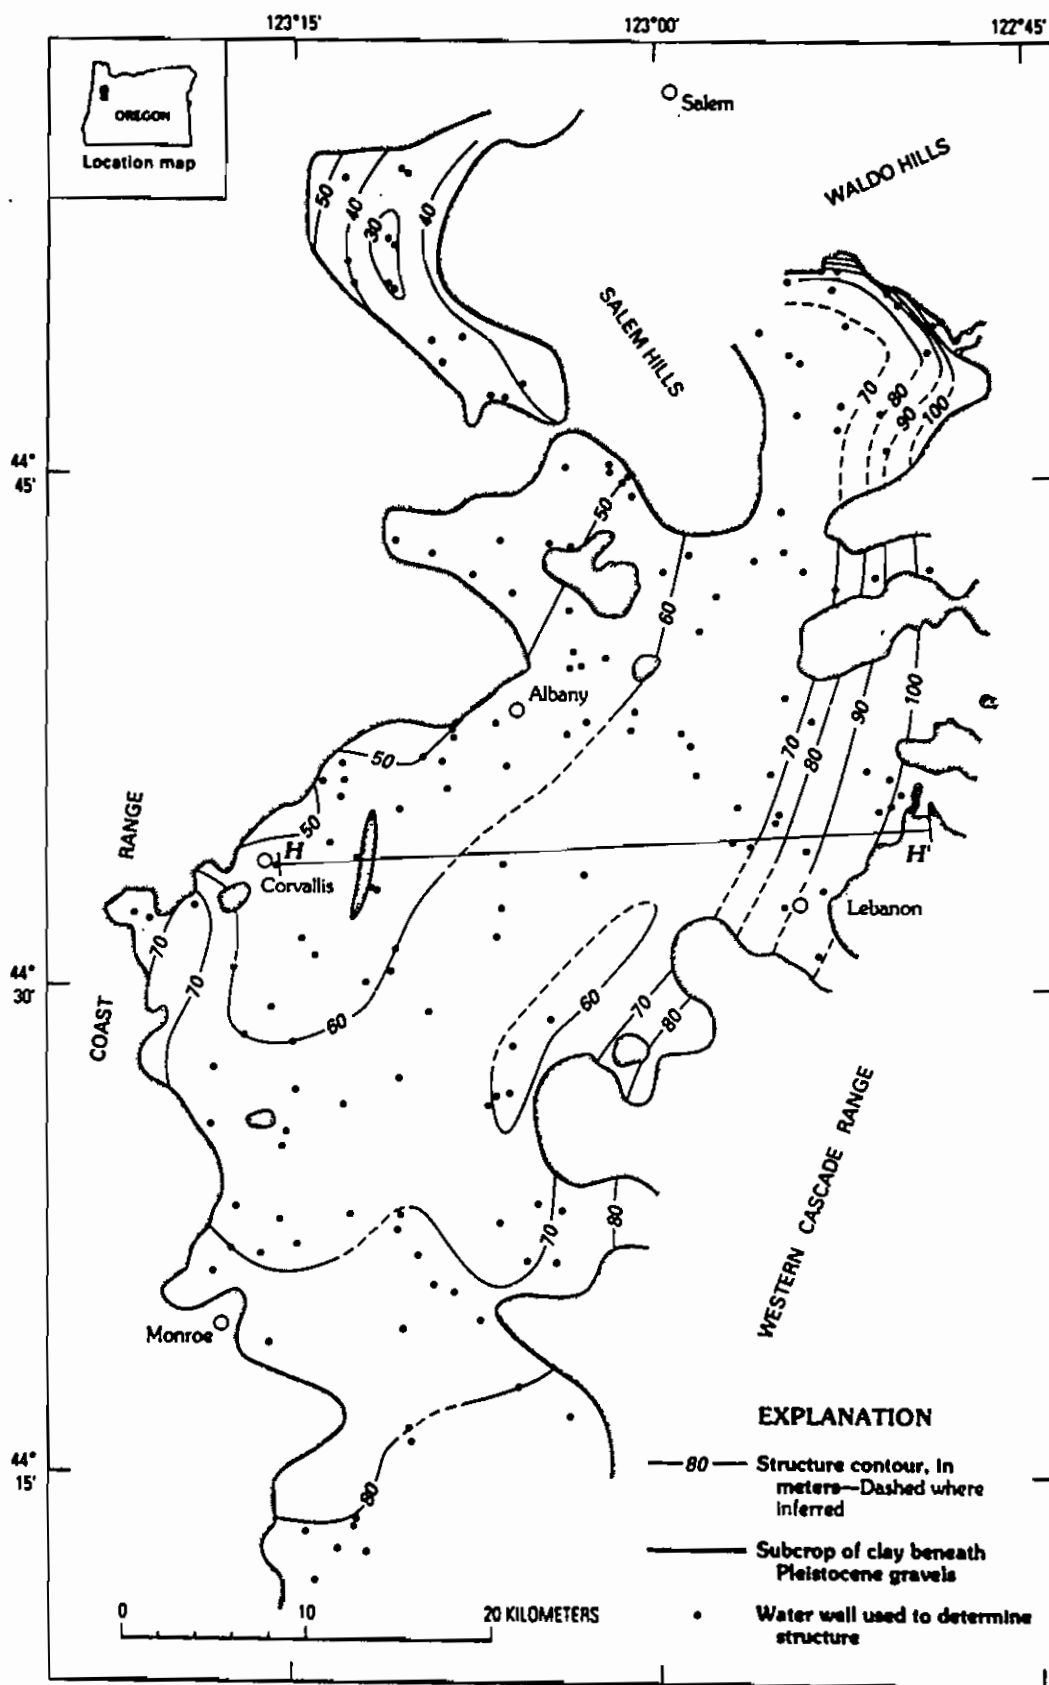 123°15′
123°00′
122°45′
OREGON
Location map
Salem
WALDO HILLS
50
40
40
30
SALEM HILLS
70
80
90
100
44°
45′
50
60
Albany
100
90
70
80
50
50
RANGE
H
H′
Corvallis
Lebanon
70
70
44°
30′
60
60
70
80
COAST
WESTERN CASCADE RANGE
70
80
Monroe
EXPLANATION
44°
15′
80
80 Structure contour, in
meters—Dashed where
inferred
Subcrop of clay beneath
Pleistocene gravels
Water well used to determine
structure
0 10 20 KILOMETERS